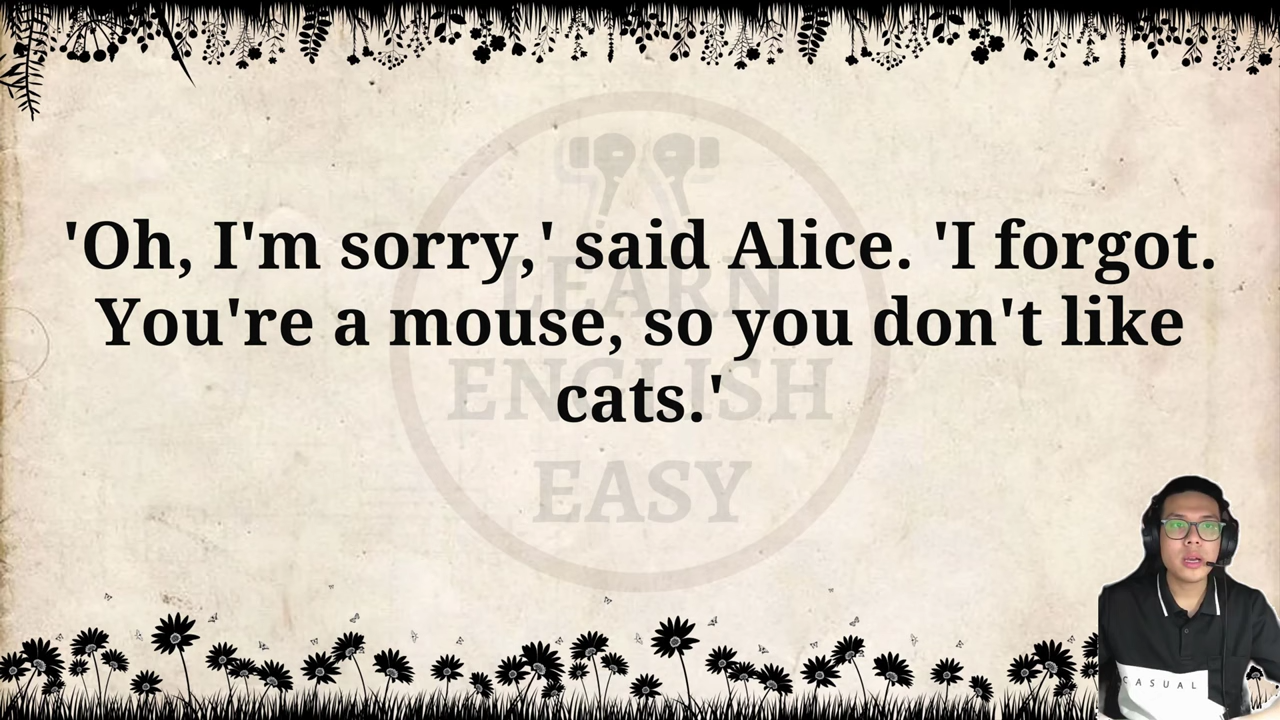 'Oh, I'm sorry,' said Alice. 'I forgot.
You're a mouse, so you don't like
cats.'
LEARN
ENGLISH
EASY
CASUAL